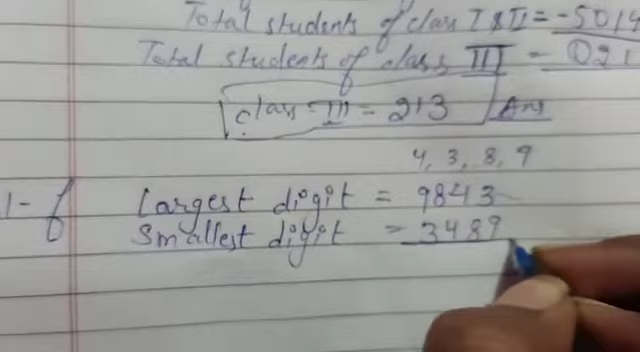 Total students of class I & II = -5014
Total students of class III = 021
class III = 213 Ans
4, 3, 8, 9
1-f Largest digit = 9843
Smallest digit = 3489